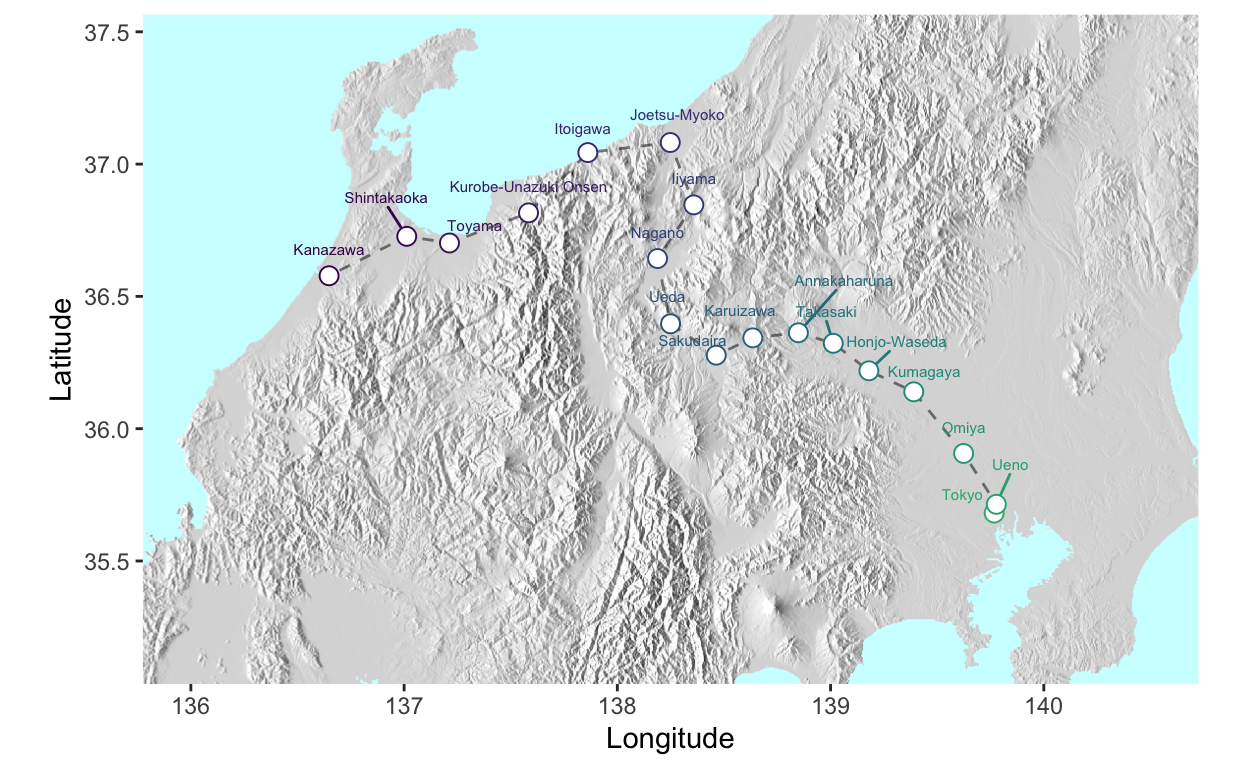 37.5
Joetsu-Myoko
Itoigawa
37.0
Iiyama
Kurobe-Unazuki Onsen
Shintakaoka
Toyama
Nagano
Kanazawa
Annakaharuna
36.5
Ueda
Karuizawa
Takasaki
Sakudaira
Honjo-Waseda
Kumagaya
Latitude
36.0
Omiya
Ueno
Tokyo
35.5
136
137
138
139
140
Longitude